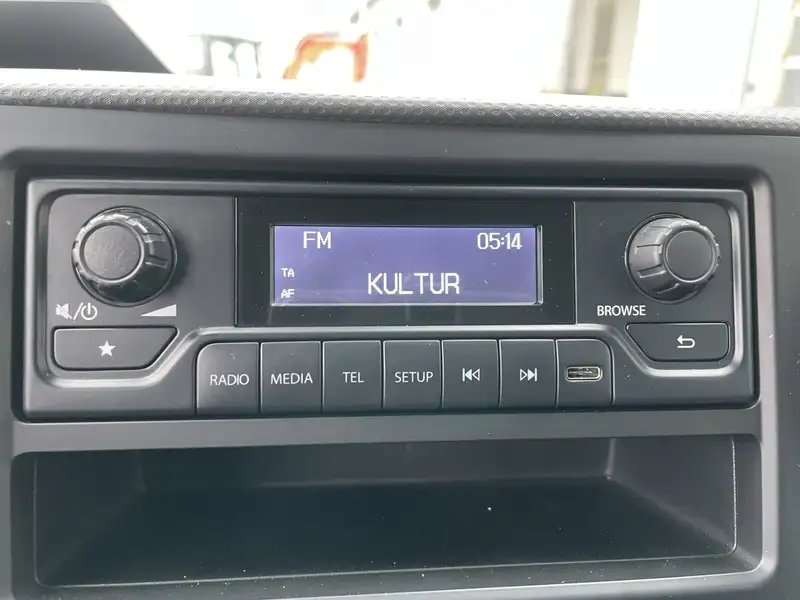 FM 05:14
TA
KULTUR
AF
BROWSE
RADIO MEDIA TEL SETUP